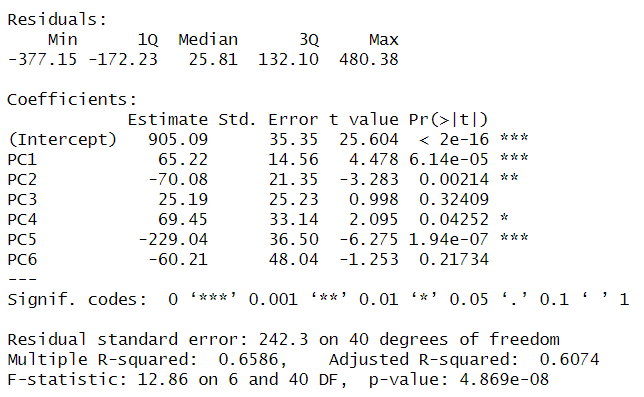 Residuals:
    Min      1Q  Median      3Q     Max
-377.15 -172.23   25.81  132.10  480.38

Coefficients:
            Estimate Std. Error t value Pr(>|t|)
(Intercept)   905.09      35.35  25.604  < 2e-16 ***
PC1            65.22      14.56   4.478 6.14e-05 ***
PC2           -70.08      21.35  -3.283  0.00214 **
PC3            25.19      25.23   0.998  0.32409
PC4            69.45      33.14   2.095  0.04252 *
PC5          -229.04      36.50  -6.275 1.94e-07 ***
PC6           -60.21      48.04  -1.253  0.21734
---
Signif. codes:  0 ‘***’ 0.001 ‘**’ 0.01 ‘*’ 0.05 ‘.’ 0.1 ‘ ’ 1

Residual standard error: 242.3 on 40 degrees of freedom
Multiple R-squared:  0.6586,    Adjusted R-squared:  0.6074
F-statistic: 12.86 on 6 and 40 DF,  p-value: 4.869e-08